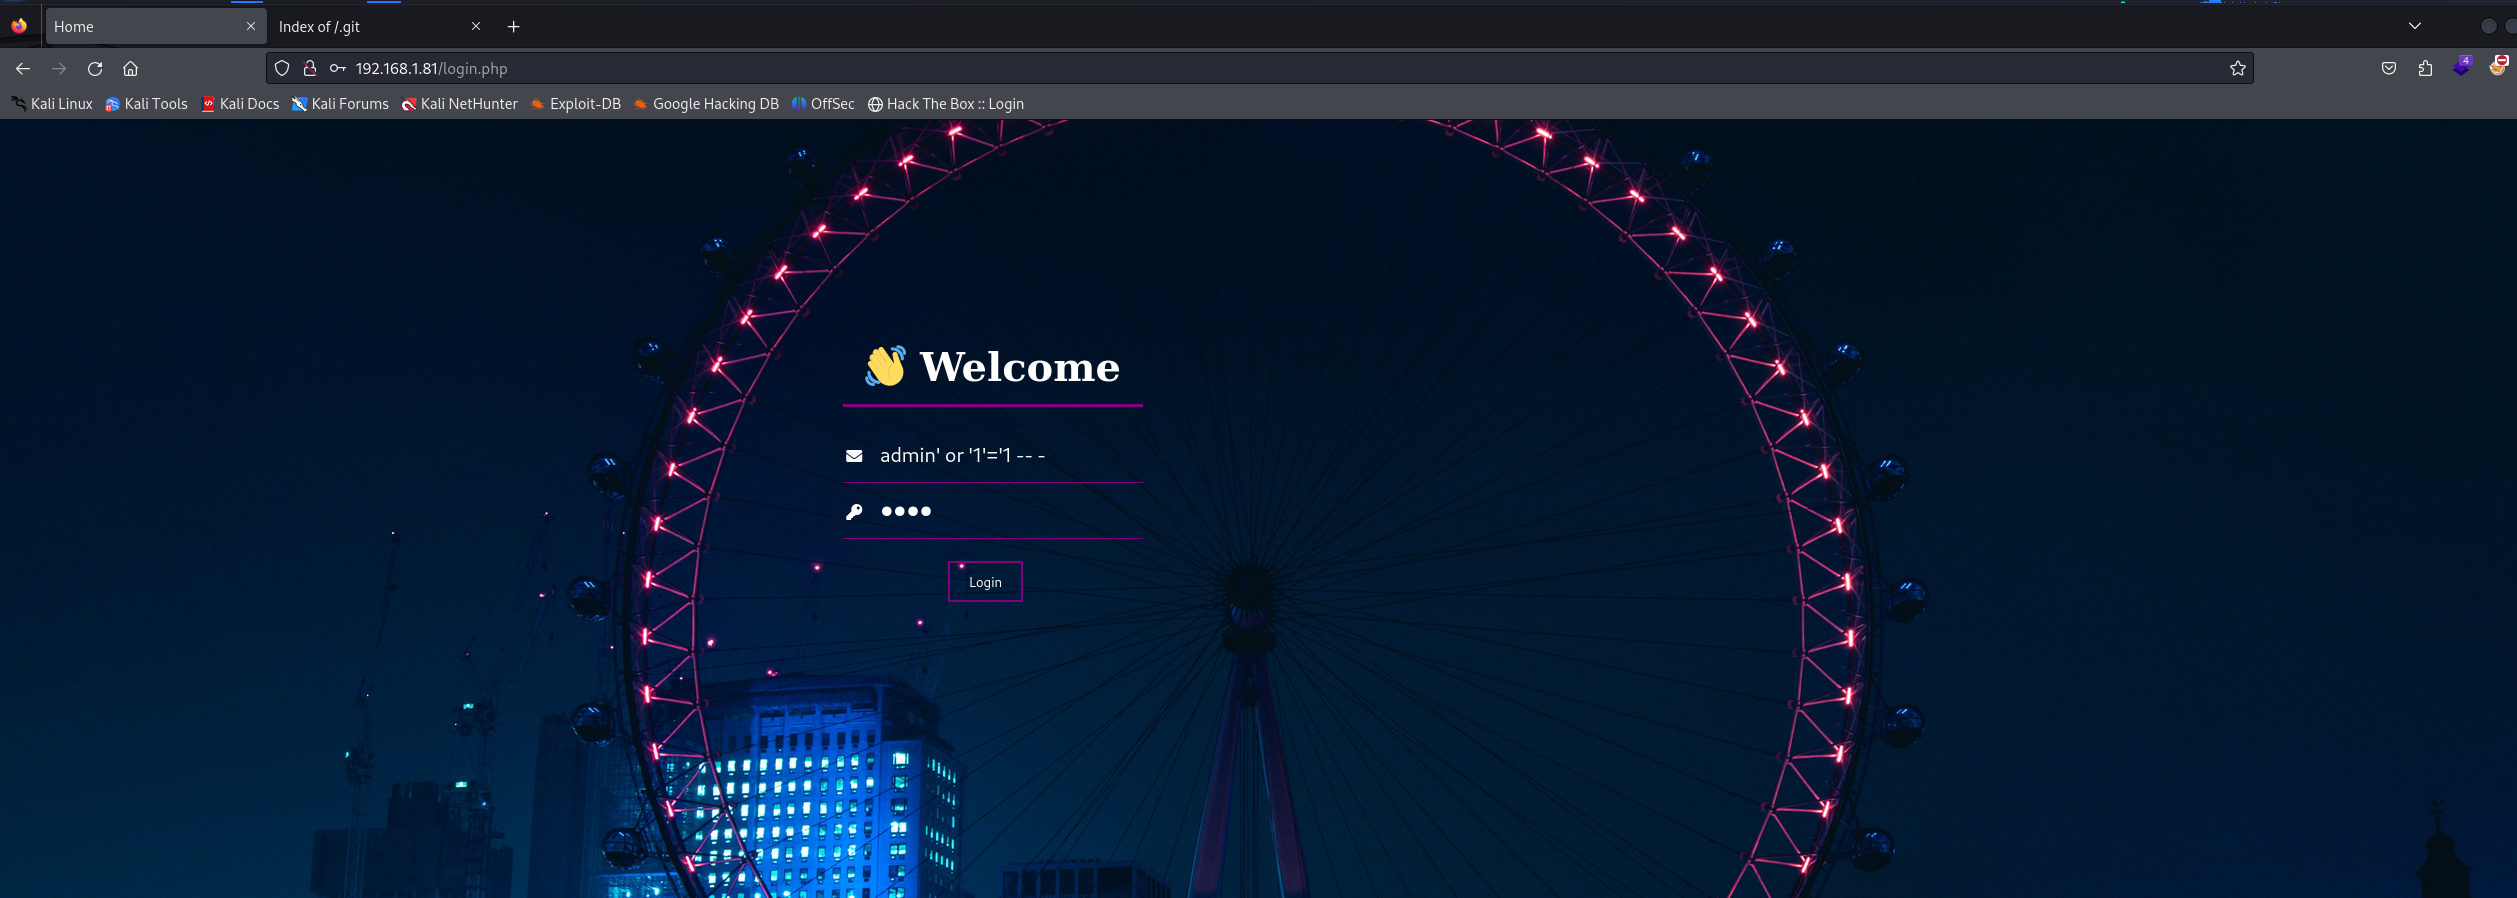 Home
Index of /.git
192.168.1.81/login.php
4
Kali Linux Kali Tools Kali Docs Kali Forums Kali NetHunter Exploit-DB Google Hacking DB OffSec Hack The Box :: Login
👋 Welcome
admin' or '1'='1 -- -
●●●●
Login